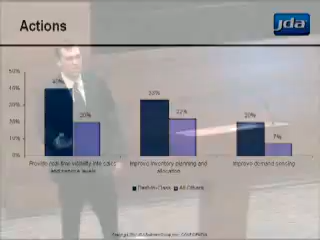 Actions
jda
50%
40%
30%
20%
10%
0%
40%
20%
33%
22%
20%
7%
Provide real-time visibility into sales
and service levels
Improve inventory planning and
allocation
Improve demand sensing
Best-in-Class
All Others